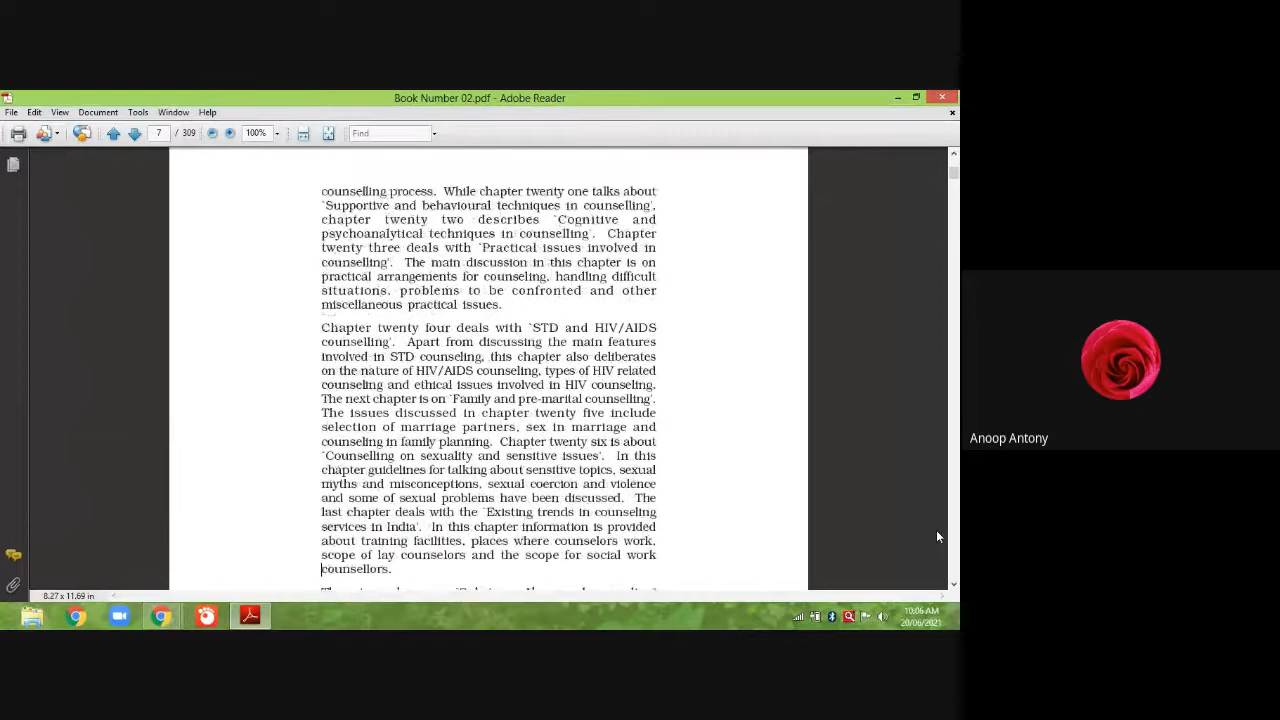 Book Number 02.pdf - Adobe Reader
File Edit View Document Tools Window Help
7 / 309 100% Find
counselling process. While chapter twenty one talks about
`Supportive and behavioural techniques in counselling',
chapter twenty two describes `Cognitive and
psychoanalytical techniques in counselling'. Chapter
twenty three deals with `Practical issues involved in
counselling'. The main discussion in this chapter is on
practical arrangements for counseling, handling difficult
situations, problems to be confronted and other
miscellaneous practical issues.
Chapter twenty four deals with `STD and HIV/AIDS
counselling'. Apart from discussing the main features
involved in STD counseling, this chapter also deliberates
on the nature of HIV/AIDS counseling, types of HIV related
counseling and ethical issues involved in HIV counseling.
The next chapter is on `Family and pre-marital counselling'.
The issues discussed in chapter twenty five include
selection of marriage partners, sex in marriage and
counseling in family planning. Chapter twenty six is about
`Counselling on sexuality and sensitive issues'. In this
chapter guidelines for talking about sensitive topics, sexual
myths and misconceptions, sexual coercion and violence
and some of sexual problems have been discussed. The
last chapter deals with the `Existing trends in counseling
services in India'. In this chapter information is provided
about training facilities, places where counselors work,
scope of lay counselors and the scope for social work
counsellors.
8.27 x 11.69 in
10:06 AM
20/06/2021
Anoop Antony